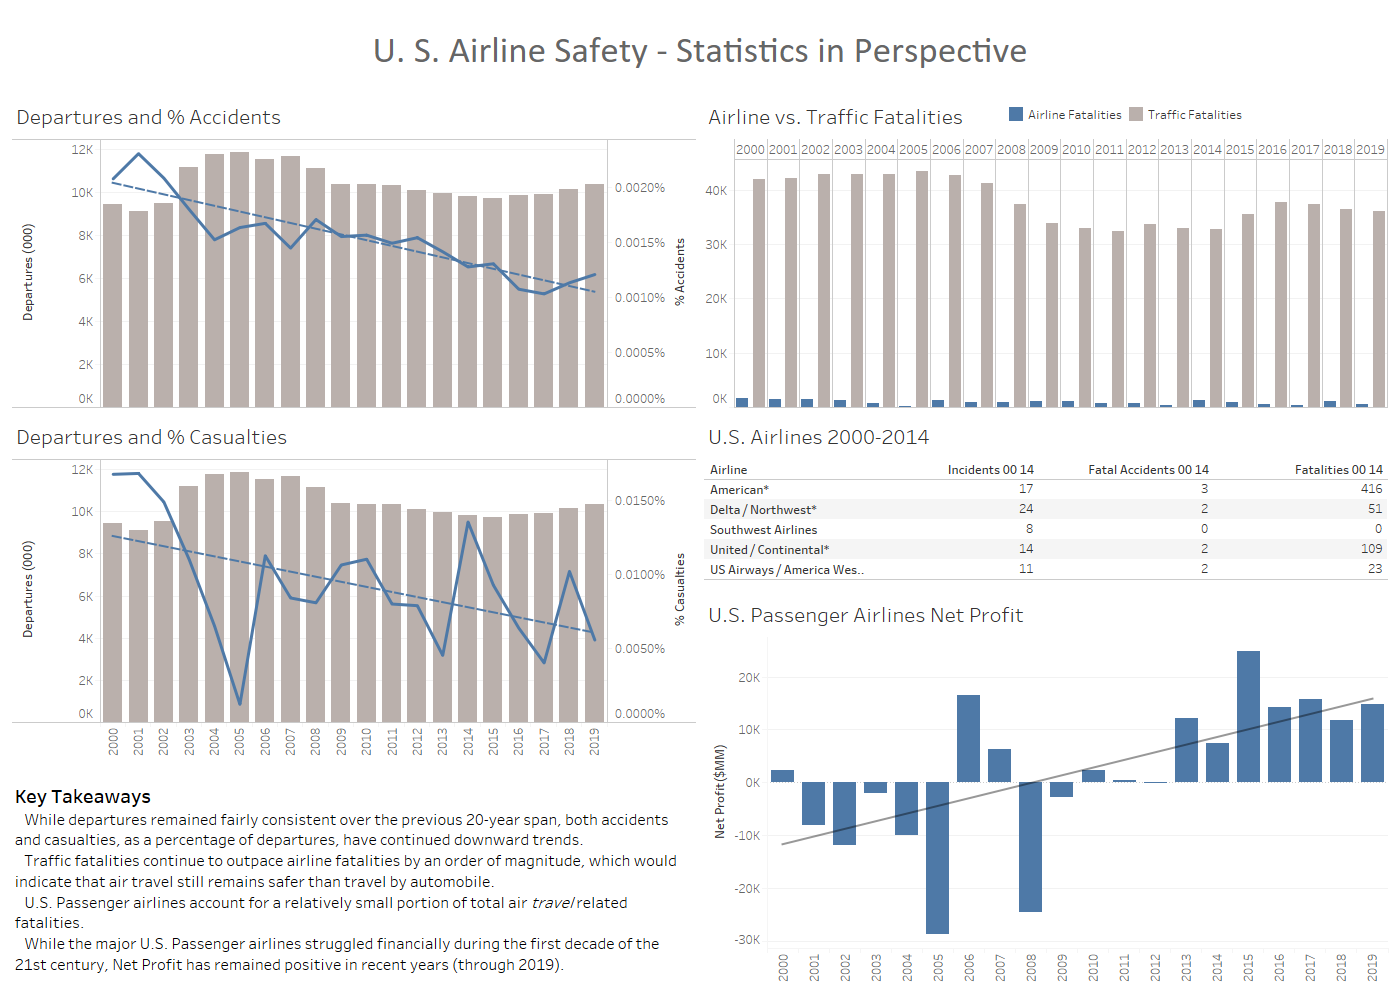 U. S. Airline Safety - Statistics in Perspective
Departures and % Accidents
12K
10K
8K
6K
4K
2K
0K
Departures (000)
0.0020%
0.0015%
0.0010%
0.0005%
0.0000%
% Accidents
Airline vs. Traffic Fatalities
Airline Fatalities
Traffic Fatalities
2000 2001 2002 2003 2004 2005 2006 2007 2008 2009 2010 2011 2012 2013 2014 2015 2016 2017 2018 2019
40K
30K
20K
10K
0K
Departures and % Casualties
12K
10K
8K
6K
4K
2K
0K
Departures (000)
0.0150%
0.0100%
0.0050%
0.0000%
% Casualties
2000 2001 2002 2003 2004 2005 2006 2007 2008 2009 2010 2011 2012 2013 2014 2015 2016 2017 2018 2019
U.S. Airlines 2000-2014
Airline Incidents 00 14 Fatal Accidents 00 14 Fatalities 00 14
American* 17 3 416
Delta / Northwest* 24 2 51
Southwest Airlines 8 0 0
United / Continental* 14 2 109
US Airways / America Wes.. 11 2 23
U.S. Passenger Airlines Net Profit
20K
10K
0K
-10K
-20K
-30K
Net Profit($MM)
2000 2001 2002 2003 2004 2005 2006 2007 2008 2009 2010 2011 2012 2013 2014 2015 2016 2017 2018 2019
Key Takeaways
While departures remained fairly consistent over the previous 20-year span, both accidents
and casualties, as a percentage of departures, have continued downward trends.
Traffic fatalities continue to outpace airline fatalities by an order of magnitude, which would
indicate that air travel still remains safer than travel by automobile.
U.S. Passenger airlines account for a relatively small portion of total air travel related
fatalities.
While the major U.S. Passenger airlines struggled financially during the first decade of the
21st century, Net Profit has remained positive in recent years (through 2019).